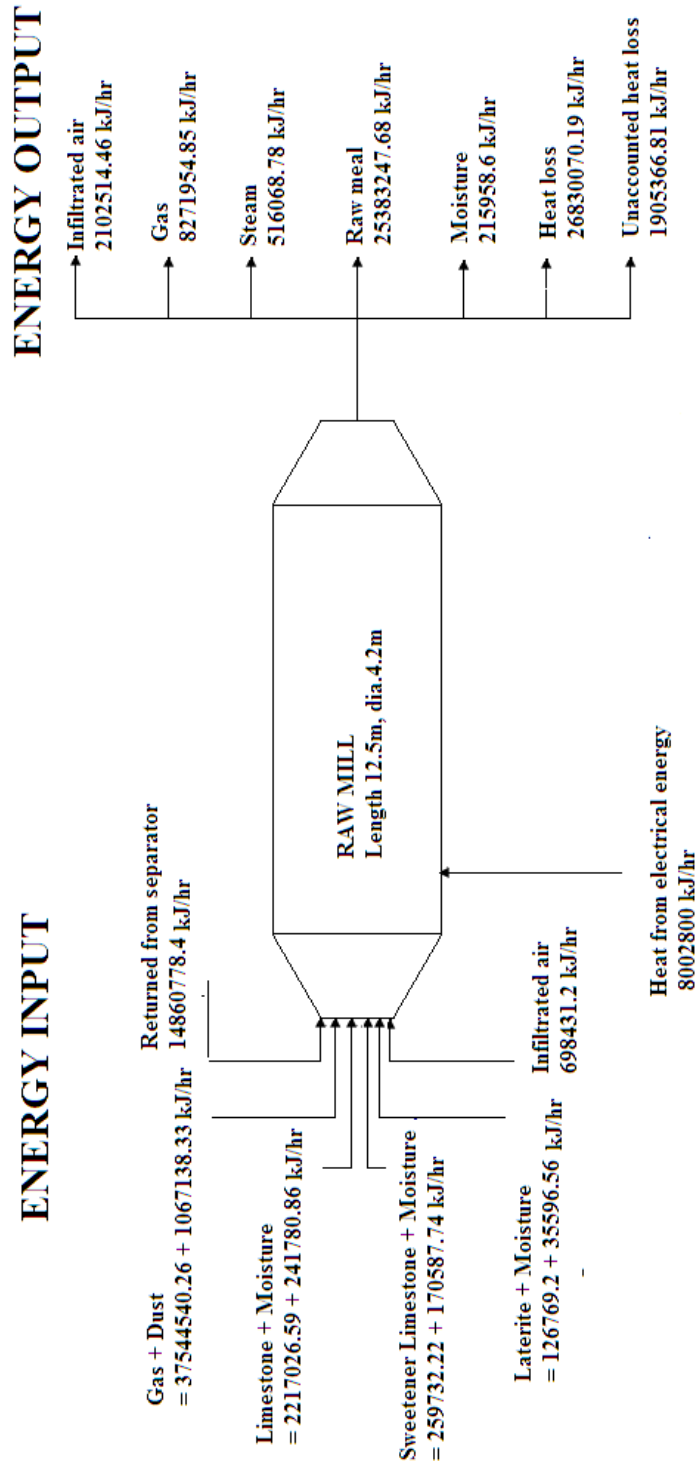 ENERGY INPUT
ENERGY OUTPUT
Gas + Dust
= 37544540.26 + 1067138.33 kJ/hr
Returned from separator
14860778.4 kJ/hr
Limestone + Moisture
= 2217026.59 + 241780.86 kJ/hr
Sweetener Limestone + Moisture
= 259732.22 + 170587.74 kJ/hr
Laterite + Moisture
= 126769.2 + 35596.56 kJ/hr
Infiltrated air
698431.2 kJ/hr
Heat from electrical energy
8002800 kJ/hr
RAW MILL
Length 12.5m, dia.4.2m
Infiltrated air
2102514.46 kJ/hr
Gas
8271954.85 kJ/hr
Steam
516068.78 kJ/hr
Raw meal
25383247.68 kJ/hr
Moisture
215958.6 kJ/hr
Heat loss
26830070.19 kJ/hr
Unaccounted heat loss
1905366.81 kJ/hr